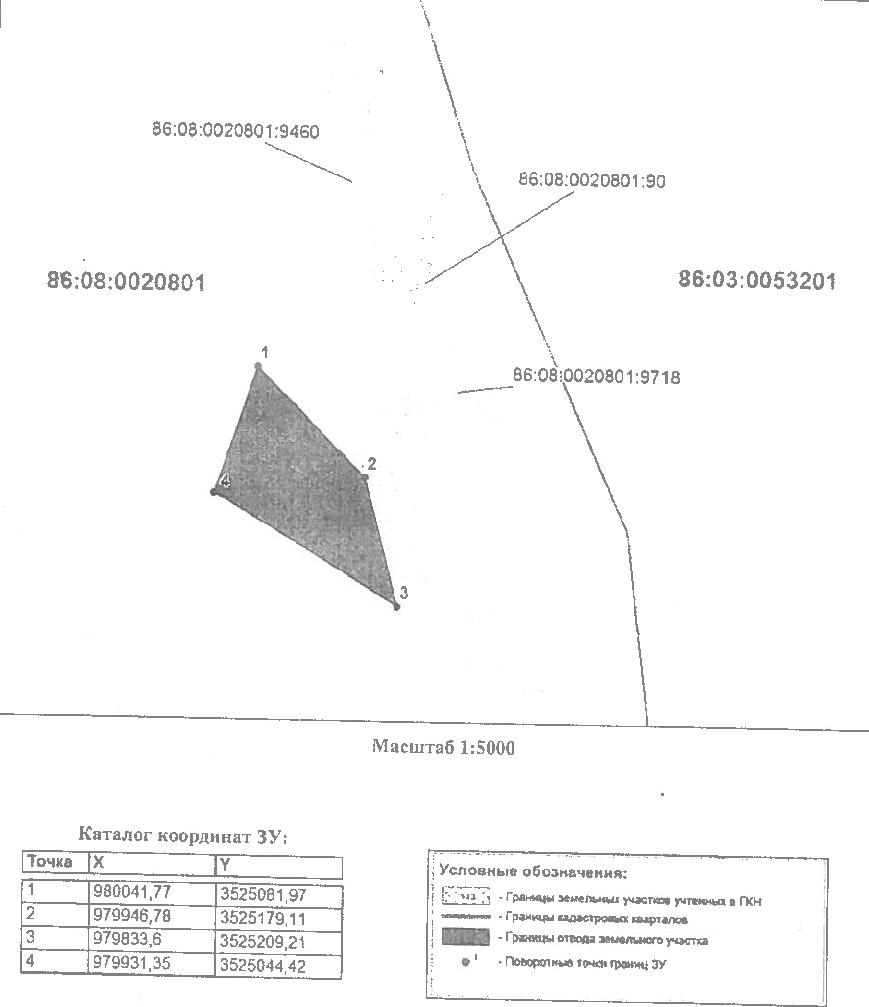 86:08:0020801:9460
86:08:0020801:90
86:08:0020801
86:03:0053201
1
86:08:0020801:9718
2
4
3
Масштаб 1:5000
Каталог координат ЗУ:
Точка X Y
1 980041,77 3525081,97
2 979946,78 3525179,11
3 979833,6 3525209,21
4 979931,35 3525044,42
Условные обозначения:
- Границы земельных участков учтенных в ГКН
- Границы кадастровых кварталов
- Границы отвода земельного участка
1 - Поворотные точки границ ЗУ